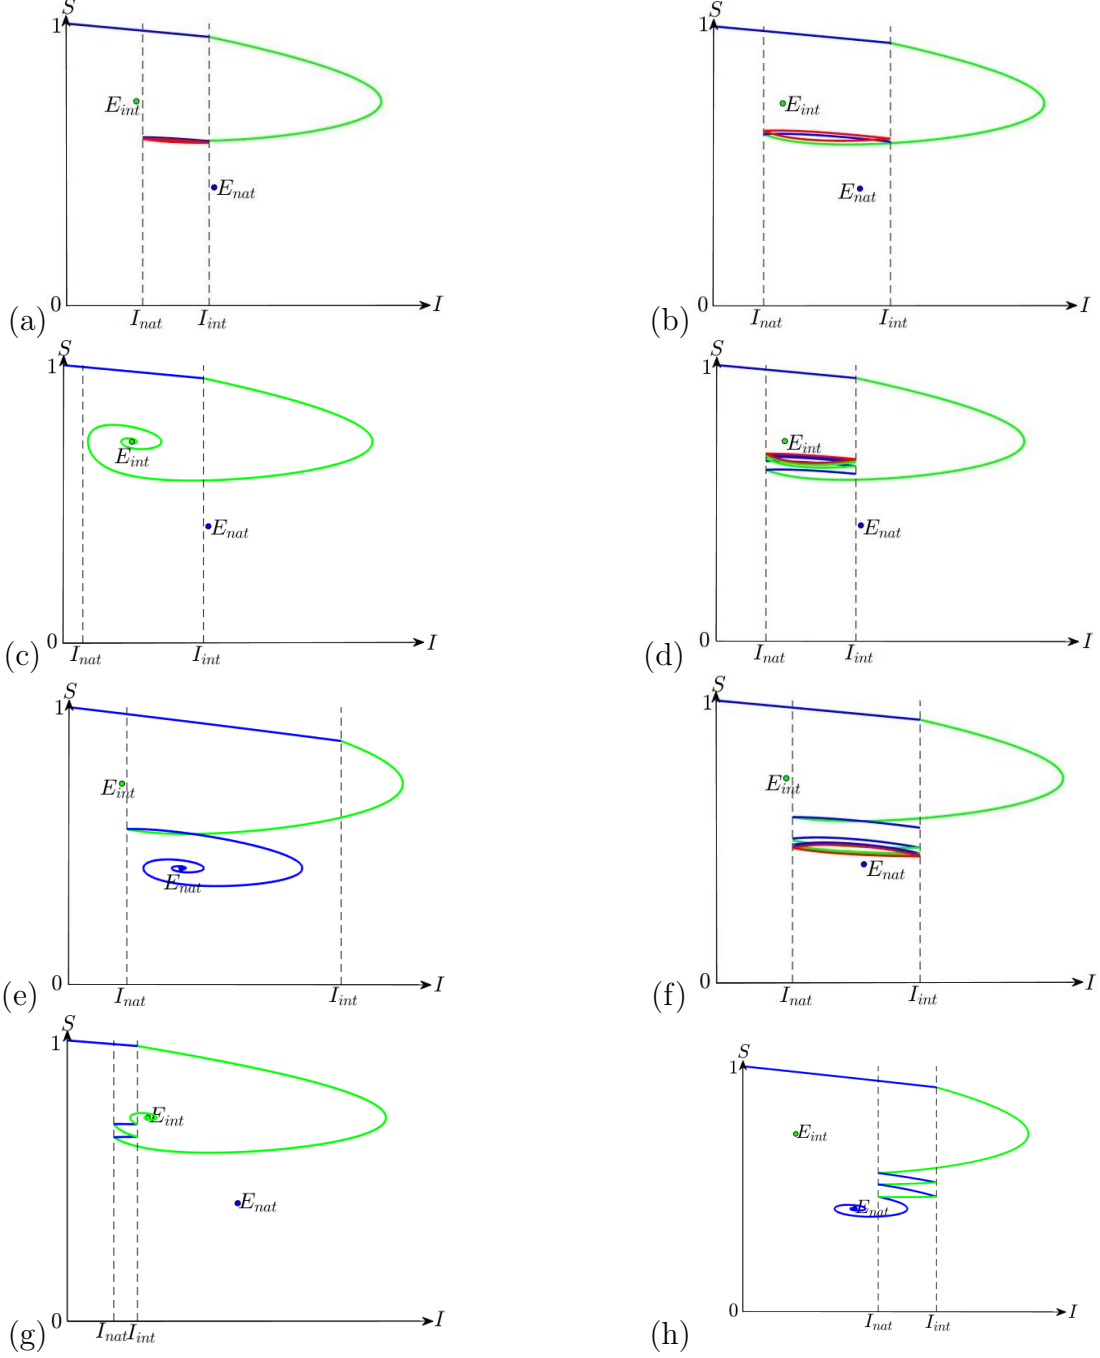 S
1
E_int
E_nat
0
I
(a)
I_nat
I_int
S
1
E_int
E_nat
0
I
(b)
I_nat
I_int
S
1
E_int
E_nat
0
I
(c)
I_nat
I_int
S
1
E_int
E_nat
0
I
(d)
I_nat
I_int
S
1
E_int
E_nat
0
I
(e)
I_nat
I_int
S
1
E_int
E_nat
0
I
(f)
I_nat
I_int
S
1
E_int
E_nat
0
I
(g)
I_nat
I_int
S
1
E_int
E_nat
0
I
(h)
I_nat
I_int